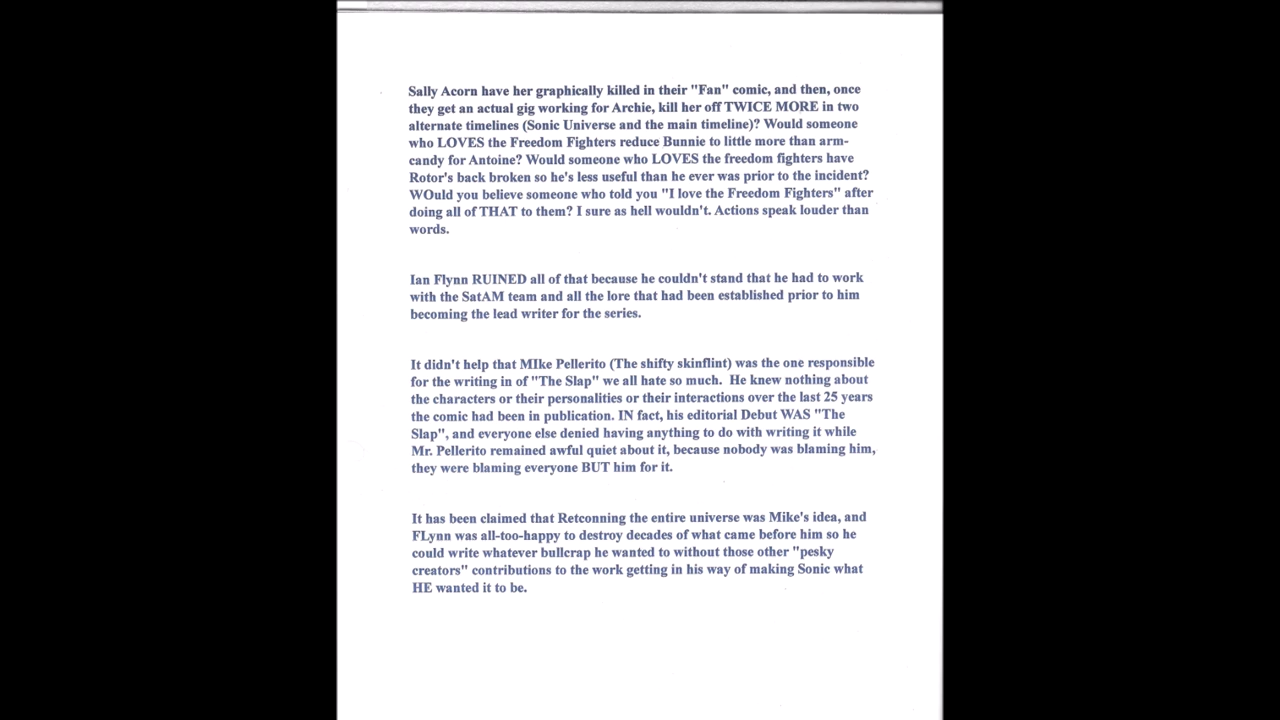 Sally Acorn have her graphically killed in their "Fan" comic, and then, once
they get an actual gig working for Archie, kill her off TWICE MORE in two
alternate timelines (Sonic Universe and the main timeline)? Would someone
who LOVES the Freedom Fighters reduce Bunnie to little more than arm-
candy for Antoine? Would someone who LOVES the freedom fighters have
Rotor's back broken so he's less useful than he ever was prior to the incident?
WOuld you believe someone who told you "I love the Freedom Fighters" after
doing all of THAT to them? I sure as hell wouldn't. Actions speak louder than
words.
Ian Flynn RUINED all of that because he couldn't stand that he had to work
with the SatAM team and all the lore that had been established prior to him
becoming the lead writer for the series.
It didn't help that MIke Pellerito (The shifty skinflint) was the one responsible
for the writing in of "The Slap" we all hate so much.  He knew nothing about
the characters or their personalities or their interactions over the last 25 years
the comic had been in publication. IN fact, his editorial Debut WAS "The
Slap", and everyone else denied having anything to do with writing it while
Mr. Pellerito remained awful quiet about it, because nobody was blaming him,
they were blaming everyone BUT him for it.
It has been claimed that Retconning the entire universe was Mike's idea, and
FLynn was all-too-happy to destroy decades of what came before him so he
could write whatever bullcrap he wanted to without those other "pesky
creators" contributions to the work getting in his way of making Sonic what
HE wanted it to be.